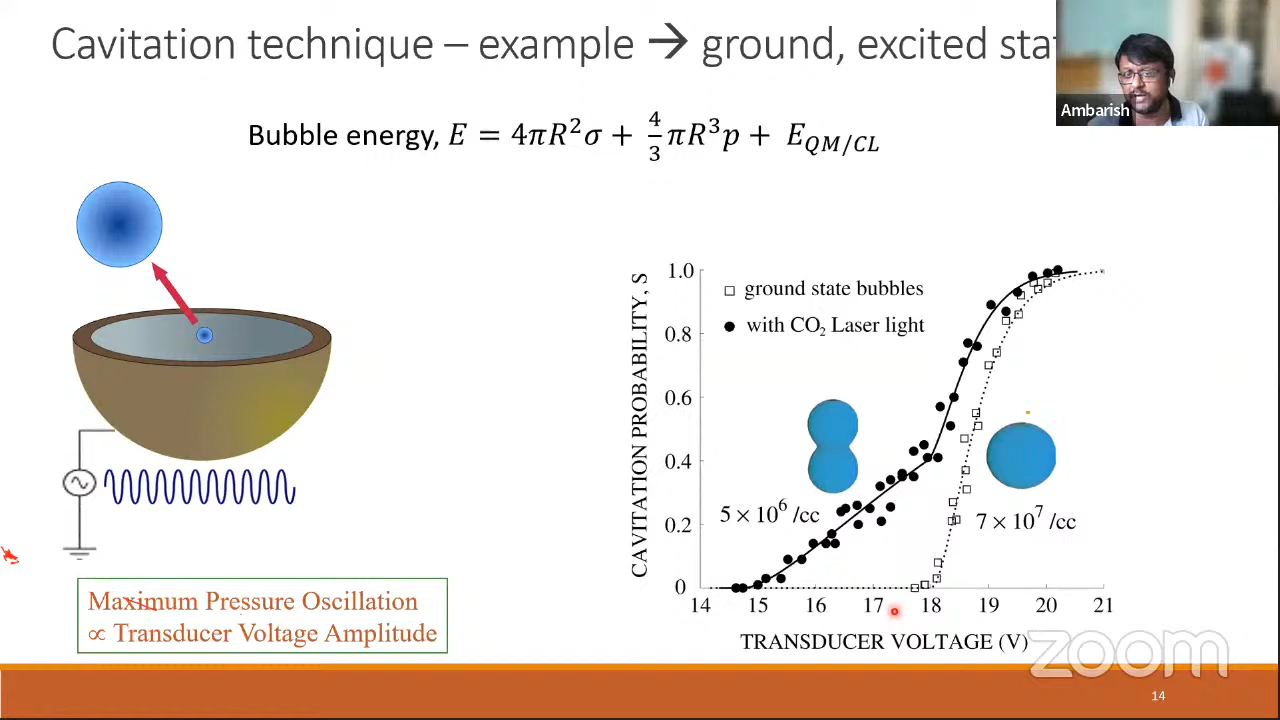 Cavitation technique – example → ground, excited stat
Ambarish
Bubble energy, E = 4πR²σ + 4/3 πR³p + E_QM/CL
CAVITATION PROBABILITY, S
1.0
0.8
0.6
0.4
0.2
0
□ ground state bubbles
● with CO₂ Laser light
5 × 10⁶ /cc
7 × 10⁷ /cc
14 15 16 17 18 19 20 21
TRANSDUCER VOLTAGE (V)
Maximum Pressure Oscillation
∝ Transducer Voltage Amplitude
zoom
14